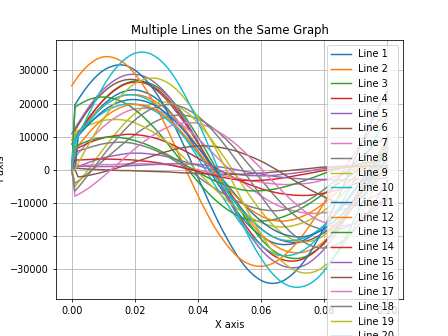 Multiple Lines on the Same Graph
30000
20000
10000
0
−10000
−20000
−30000
0.00
0.02
0.04
0.06
X axis
Line 1
Line 2
Line 3
Line 4
Line 5
Line 6
Line 7
Line 8
Line 9
Line 10
Line 11
Line 12
Line 13
Line 14
Line 15
Line 16
Line 17
Line 18
Line 19
Line 20